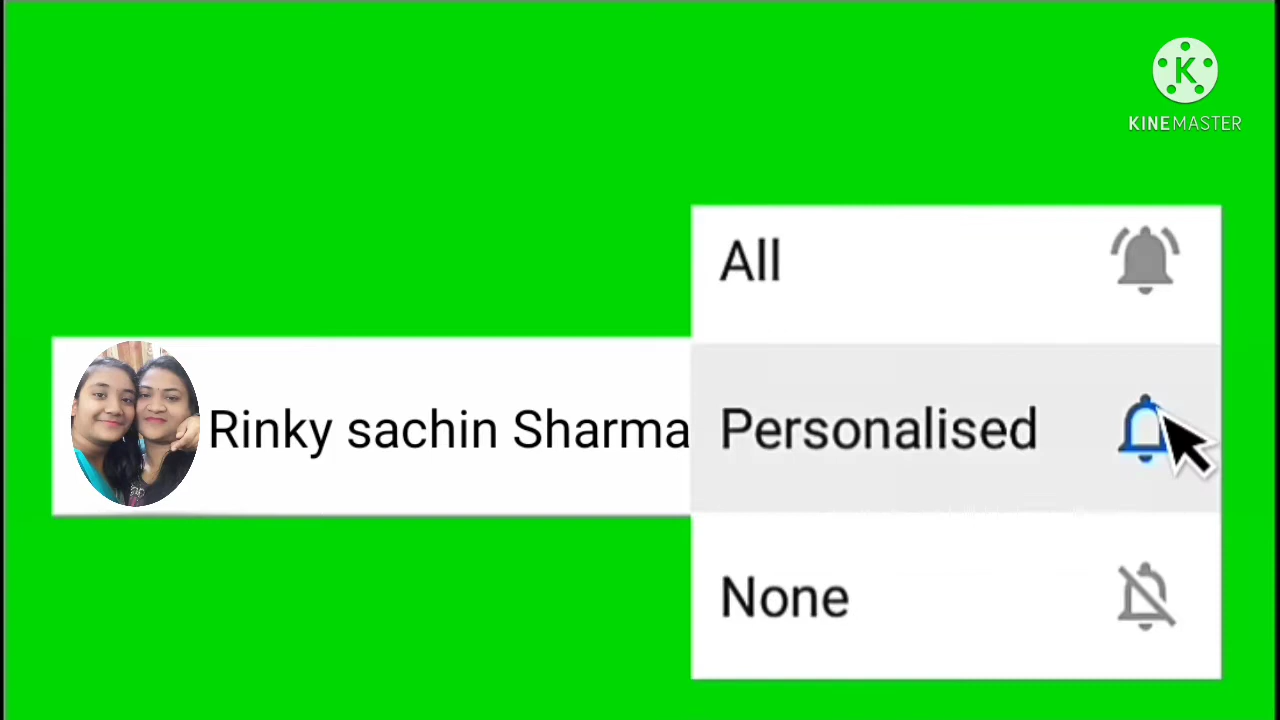 KINEMASTER
All
Rinky sachin Sharma
Personalised
None